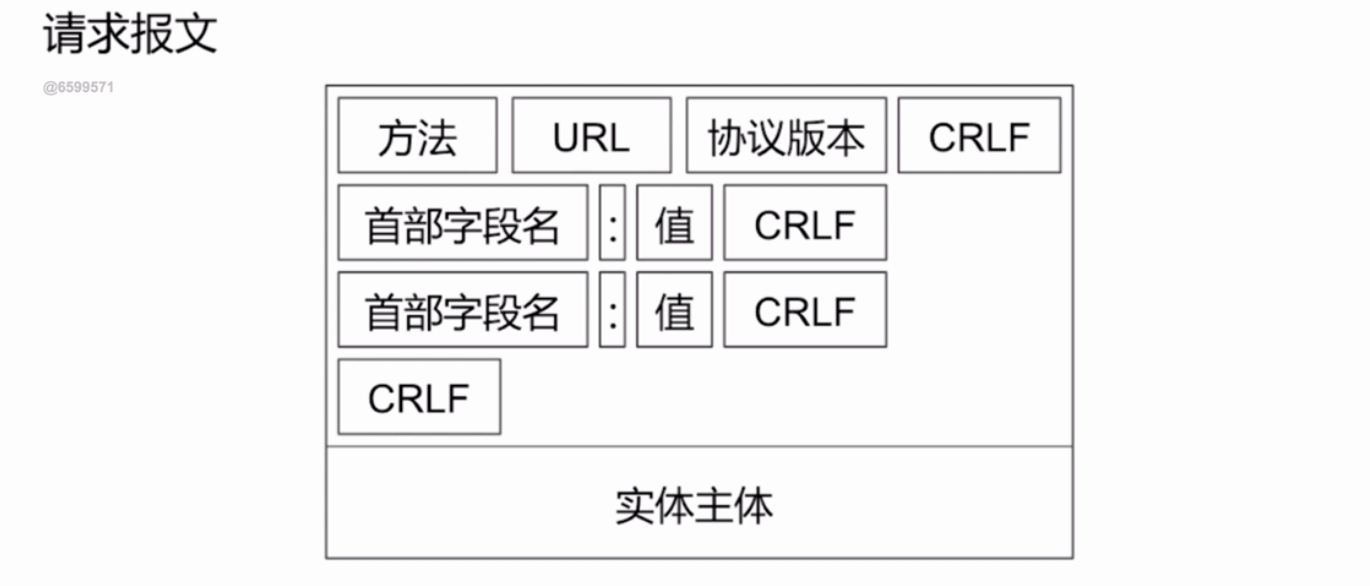 请求报文
@6599571
方法 URL 协议版本 CRLF
首部字段名 : 值 CRLF
首部字段名 : 值 CRLF
CRLF
实体主体